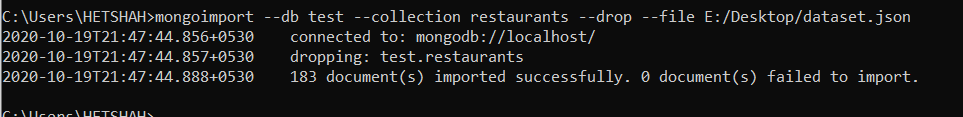 C:\Users\HETSHAH>mongoimport --db test --collection restaurants --drop --file E:/Desktop/dataset.json
2020-10-19T21:47:44.856+0530    connected to: mongodb://localhost/
2020-10-19T21:47:44.857+0530    dropping: test.restaurants
2020-10-19T21:47:44.888+0530    183 document(s) imported successfully. 0 document(s) failed to import.
C:\Users\HETSHAH>